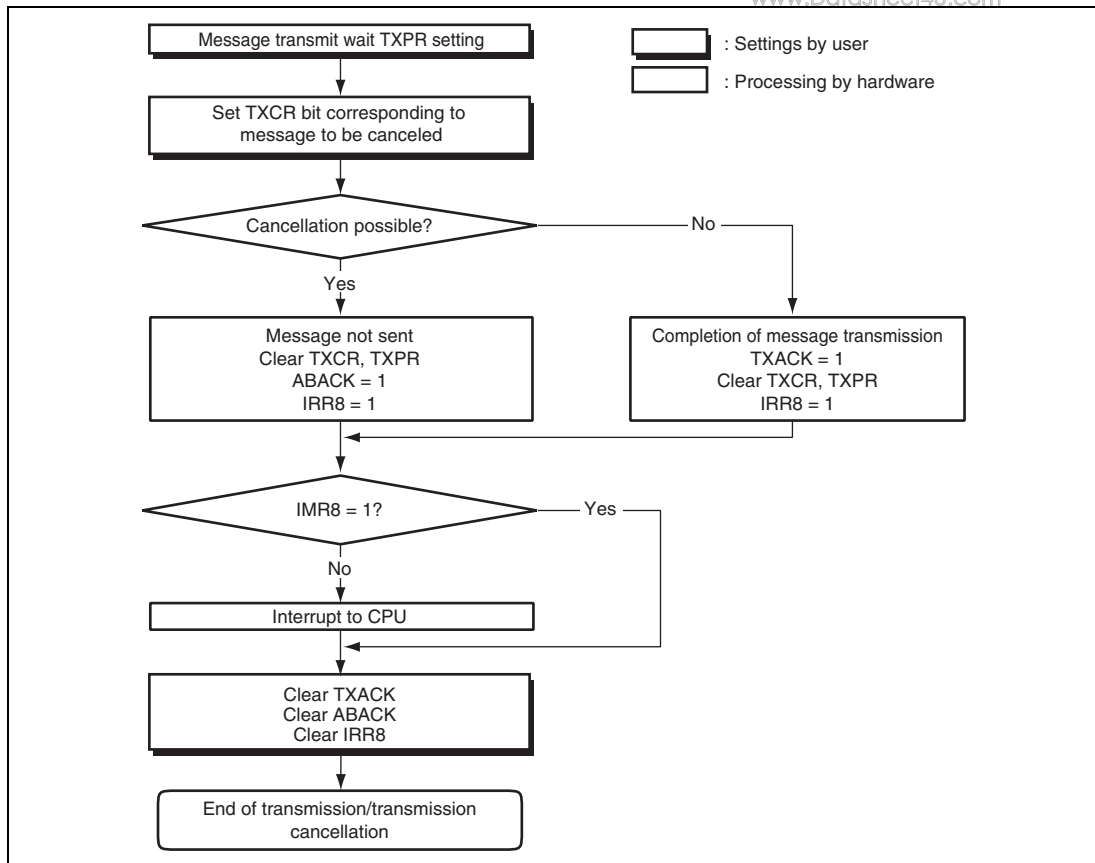 www.DataSheet4U.com
Message transmit wait TXPR setting
: Settings by user
: Processing by hardware
Set TXCR bit corresponding to
message to be canceled
Cancellation possible?
No
Yes
Message not sent
Clear TXCR, TXPR
ABACK = 1
IRR8 = 1
Completion of message transmission
TXACK = 1
Clear TXCR, TXPR
IRR8 = 1
IMR8 = 1?
Yes
No
Interrupt to CPU
Clear TXACK
Clear ABACK
Clear IRR8
End of transmission/transmission
cancellation